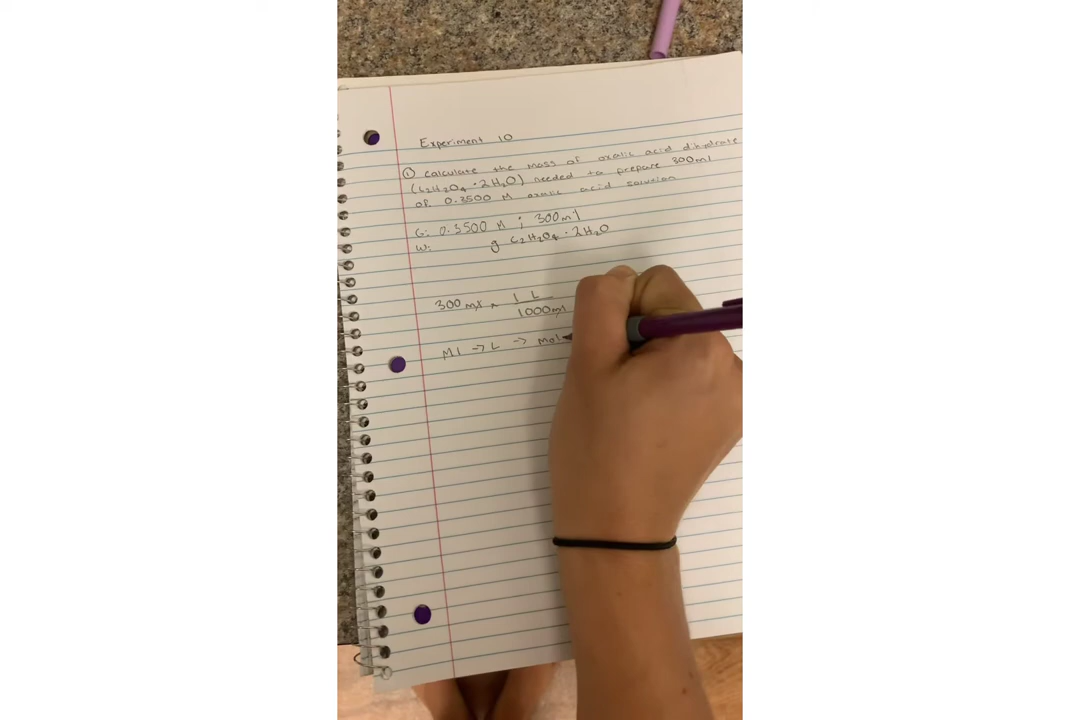 Experiment 10
① calculate the mass of oxalic acid dihydrate
(C2H2O4 · 2H2O) needed to prepare 300ml
of 0.3500 M oxalic acid solution
G: 0.3500 M ; 300ml
W: g C2H2O4 · 2H2O
300 ml × 1 L
1000ml
Ml → L → mol